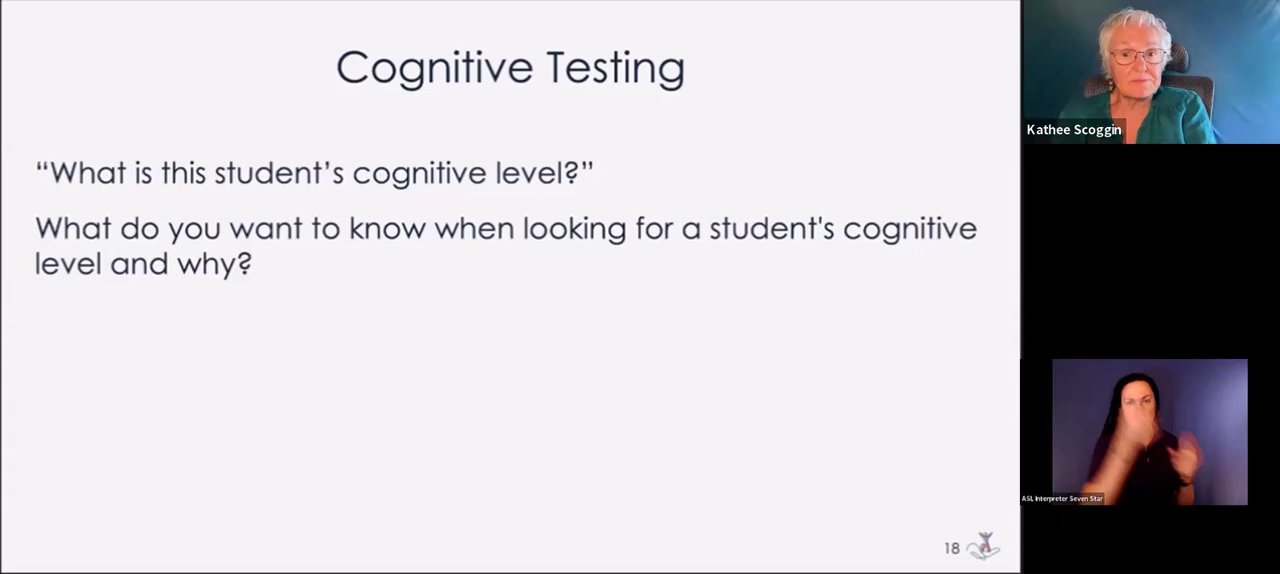 Cognitive Testing
“What is this student’s cognitive level?”
What do you want to know when looking for a student's cognitive
level and why?
18
Kathee Scoggin
ASL Interpreter Seven Star